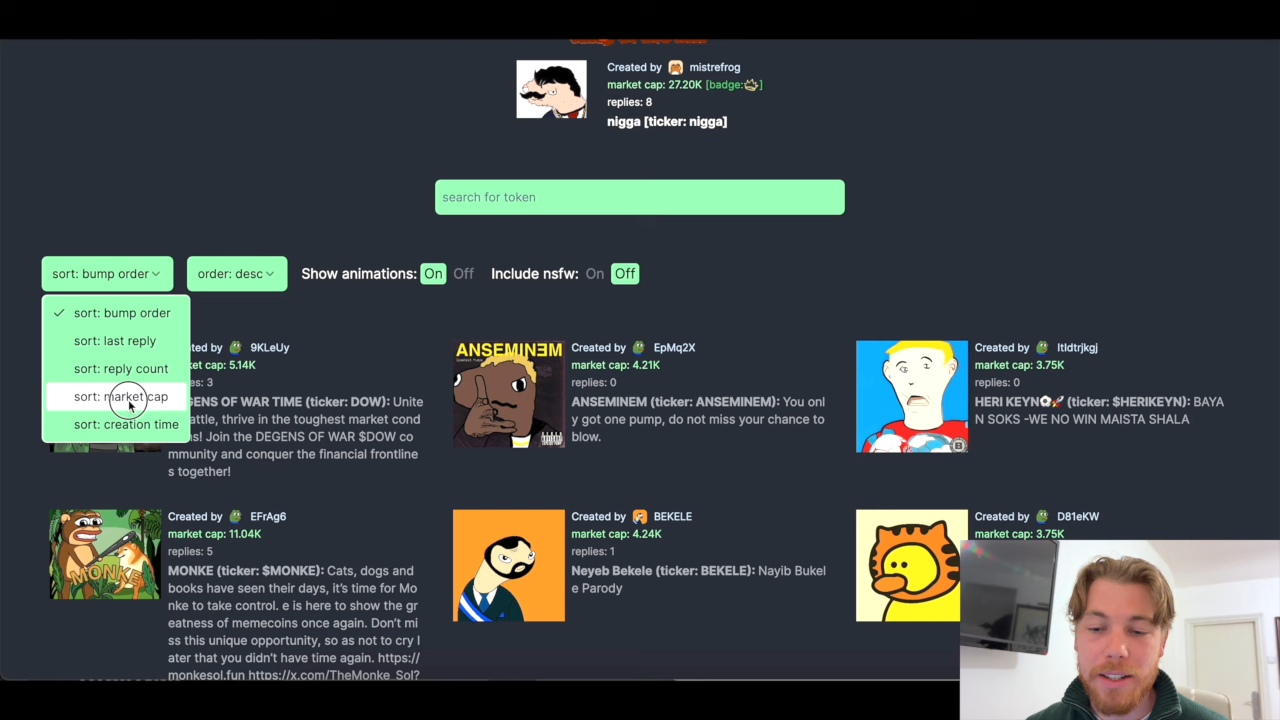 Created by mistrefrog
market cap: 27.20K [badge:👑]
replies: 8
nigga [ticker: nigga]
search for token
sort: bump order
order: desc
Show animations: On Off
Include nsfw: On Off
sort: bump order
sort: last reply
sort: reply count
sort: market cap
sort: creation time
ated by 9KLeUy
cap: 5.14K
s: 3
GENS OF WAR TIME (ticker: DOW): Unite
attle, thrive in the toughest market cond
ns! Join the DEGENS OF WAR $DOW co
mmunity and conquer the financial frontline
s together!
ANSEMINEM
Created by EpMq2X
market cap: 4.21K
replies: 0
ANSEMINEM (ticker: ANSEMINEM): You onl
y got one pump, do not miss your chance to
blow.
Created by ltldtrjkgj
market cap: 3.75K
replies: 0
HERI KEYN⚽🚀 (ticker: $HERIKEYN): BAYA
N SOKS -WE NO WIN MAISTA SHALA
MONKE
Created by EFrAg6
market cap: 11.04K
replies: 5
MONKE (ticker: $MONKE): Cats, dogs and
books have seen their days, it's time for Mo
nke to take control. e is here to show the gr
eatness of memecoins once again. Don't mi
ss this unique opportunity, so as not to cry l
ater that you didn't have time again. https://
monkesol.fun https://x.com/TheMonke_Sol?
Created by BEKELE
market cap: 4.24K
replies: 1
Neyeb Bekele (ticker: BEKELE): Nayib Bukel
e Parody
Created by D81eKW
market cap: 3.75K